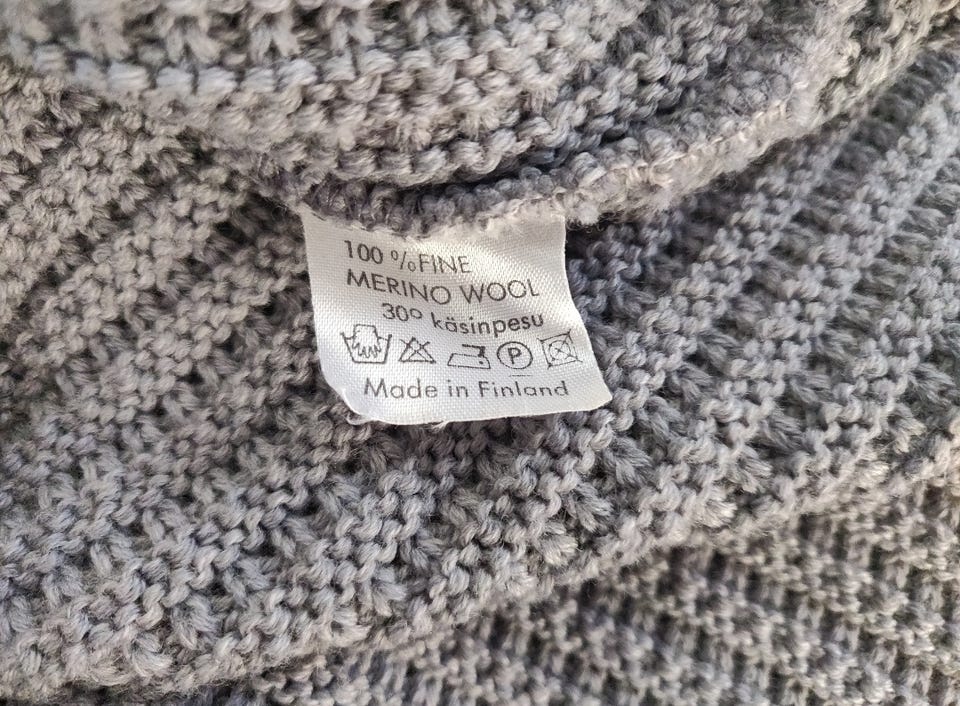 100 % FINE
MERINO WOOL
30º käsinpesu
P
Made in Finland